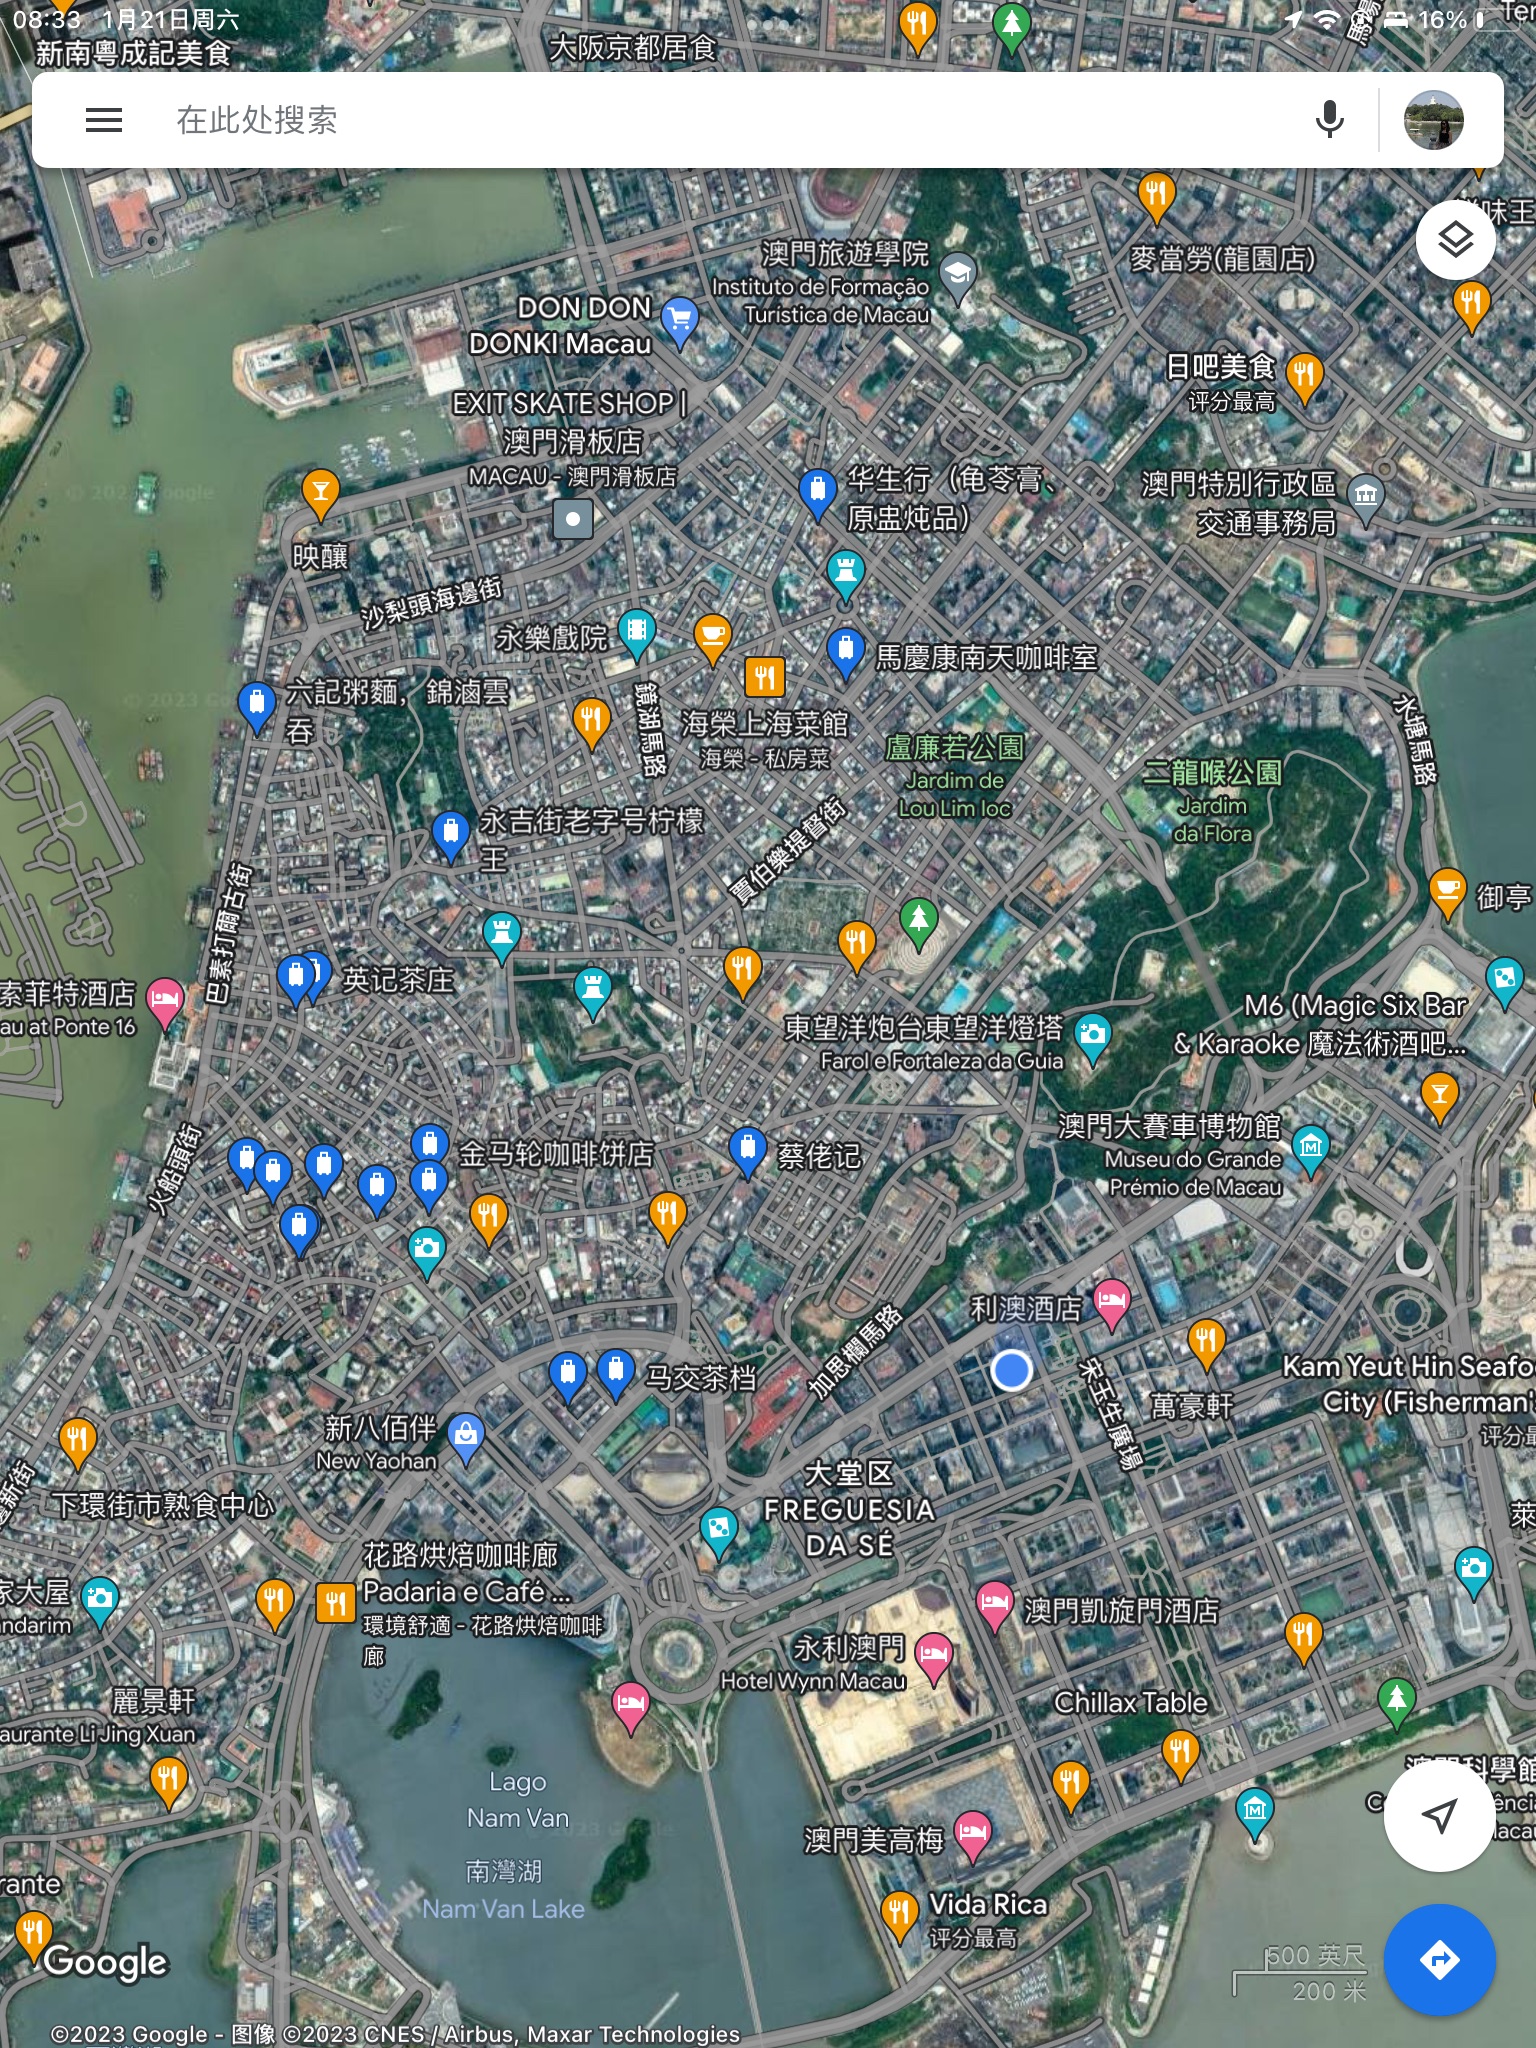 08:33 1月21日周六
16%
新南粵成記美食
大阪京都居食
在此处搜索
澳門旅遊學院
Instituto de Formação
Turística de Macau
麥當勞(龍園店)
味王
DON DON
DONKI Macau
日吧美食
评分最高
EXIT SKATE SHOP |
澳門滑板店
MACAU - 澳門滑板店
华生行（龟苓膏、
原盅炖品）
澳門特別行政區
交通事務局
映釀
沙梨頭海邊街
永樂戲院
馬慶康南天咖啡室
六記粥麵，錦滷雲
吞
鏡湖馬路
海榮上海菜館
海榮 - 私房菜
盧廉若公園
Jardim de
Lou Lim Ioc
二龍喉公園
Jardim
da Flora
水塘馬路
永吉街老字号柠檬
王
賈伯樂提督街
御亭
巴素打爾古街
英记茶庄
索菲特酒店
au at Ponte 16
東望洋炮台東望洋燈塔
Farol e Fortaleza da Guia
M6 (Magic Six Bar
& Karaoke 魔法術酒吧...
澳門大賽車博物館
Museu do Grande
Prémio de Macau
火船頭街
金马轮咖啡饼店
蔡佬记
利澳酒店
加思欄馬路
宋玉生廣場
马交茶档
萬豪軒
Kam Yeut Hin Seafo
City (Fisherman's
评分最
新八佰伴
New Yaohan
大堂区
FREGUESIA
DA SÉ
下環街市熟食中心
邊新街
花路烘焙咖啡廊
Padaria e Café ...
環境舒適 - 花路烘焙咖啡
廊
家大屋
andarim
澳門凱旋門酒店
永利澳門
Hotel Wynn Macau
麗景軒
aurante Li Jing Xuan
Chillax Table
Lago
Nam Van
南灣湖
Nam Van Lake
澳門美高梅
Vida Rica
评分最高
rante
Google
500 英尺
200 米
©2023 Google - 图像 ©2023 CNES / Airbus, Maxar Technologies